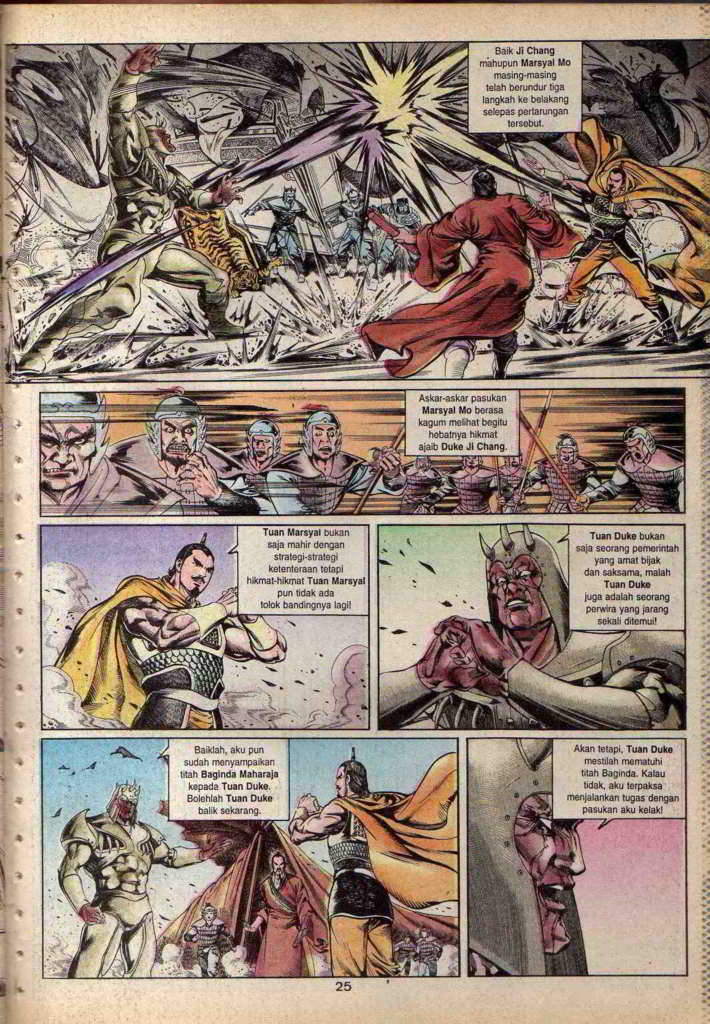 Baik Ji Chang
mahupun Marsyal Mo
masing-masing
telah berundur tiga
langkah ke belakang
selepas pertarungan
tersebut.
Askar-askar pasukan
Marsyal Mo berasa
kagum melihat begitu
hebatnya hikmat
ajaib Duke Ji Chang.
Tuan Marsyal bukan
saja mahir dengan
strategi-strategi
ketenteraan tetapi
hikmat-hikmat Tuan Marsyal
pun tidak ada
tolok bandingnya lagi!
Tuan Duke bukan
saja seorang pemerintah
yang amat bijak
dan saksama, malah
Tuan Duke
juga adalah seorang
perwira yang jarang
sekali ditemui!
Baiklah, aku pun
sudah menyampaikan
titah Baginda Maharaja
kepada Tuan Duke.
Bolehlah Tuan Duke
balik sekarang.
Akan tetapi, Tuan Duke
mestilah mematuhi
titah Baginda. Kalau
tidak, aku terpaksa
menjalankan tugas dengan
pasukan aku kelak!
25